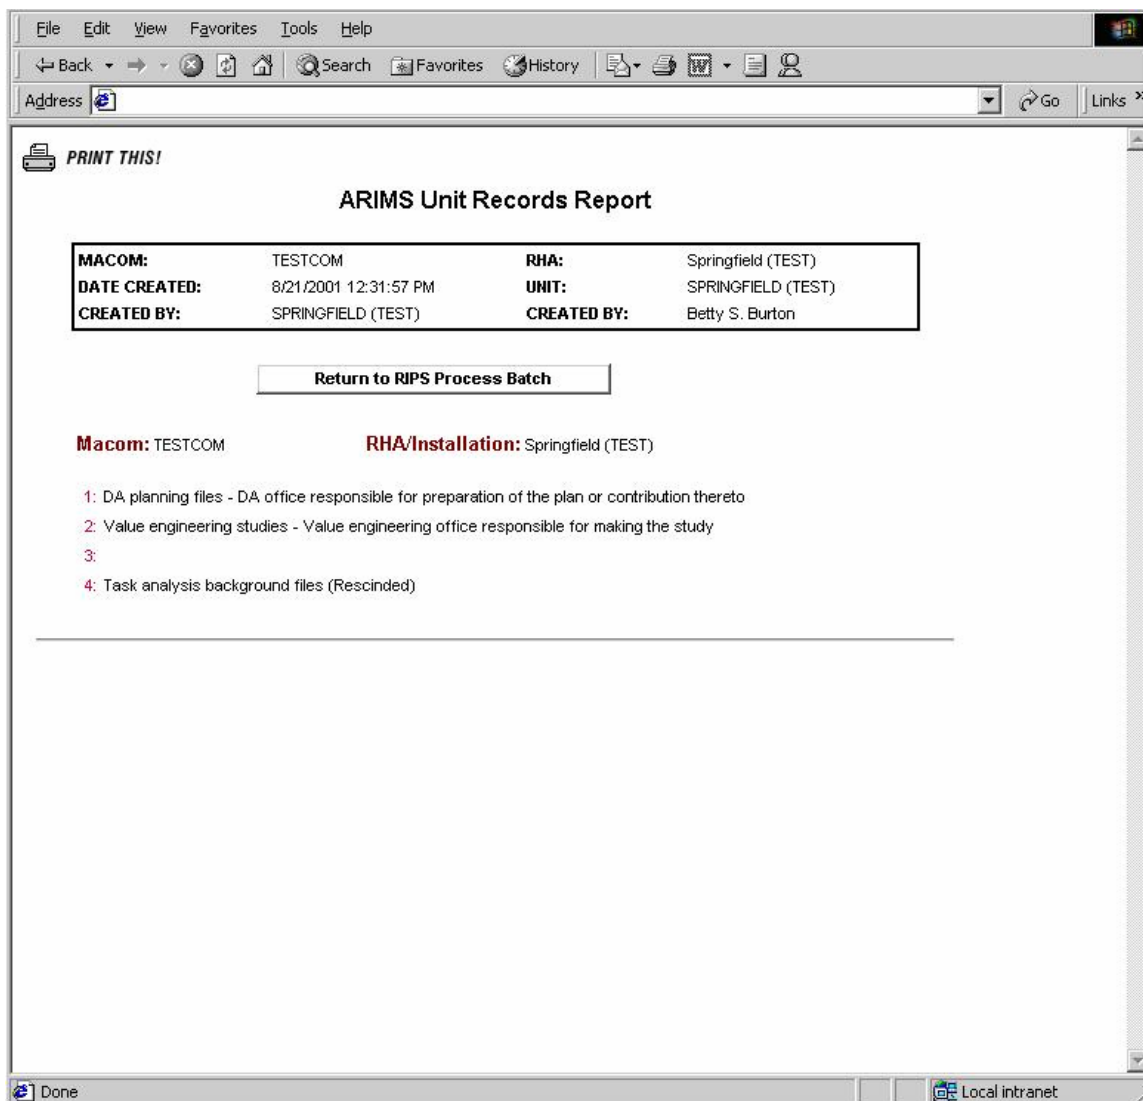 File Edit View Favorites Tools Help
Back Search Favorites History
Address Go Links »
PRINT THIS!
ARIMS Unit Records Report
MACOM: TESTCOM RHA: Springfield (TEST)
DATE CREATED: 8/21/2001 12:31:57 PM UNIT: SPRINGFIELD (TEST)
CREATED BY: SPRINGFIELD (TEST) CREATED BY: Betty S. Burton
Return to RIPS Process Batch
Macom: TESTCOM RHA/Installation: Springfield (TEST)
1: DA planning files - DA office responsible for preparation of the plan or contribution thereto
2: Value engineering studies - Value engineering office responsible for making the study
3:
4: Task analysis background files (Rescinded)
Done Local intranet